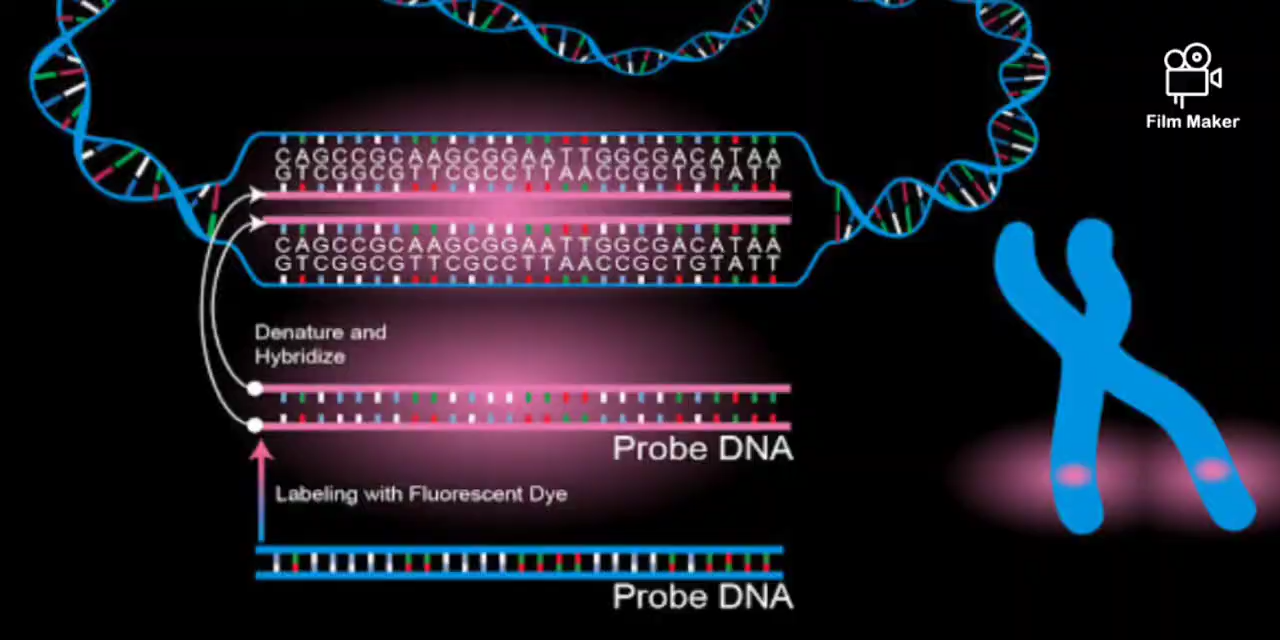 Film Maker
CAGCCGCAAGCGGAATTGGCGACATAA
GTCGGCGTTCGCCTTAACCGCTGTATT
CAGCCGCAAGCGGAATTGGCGACATAA
GTCGGCGTTCGCCTTAACCGCTGTATT
Denature and
Hybridize
Probe DNA
Labeling with Fluorescent Dye
Probe DNA